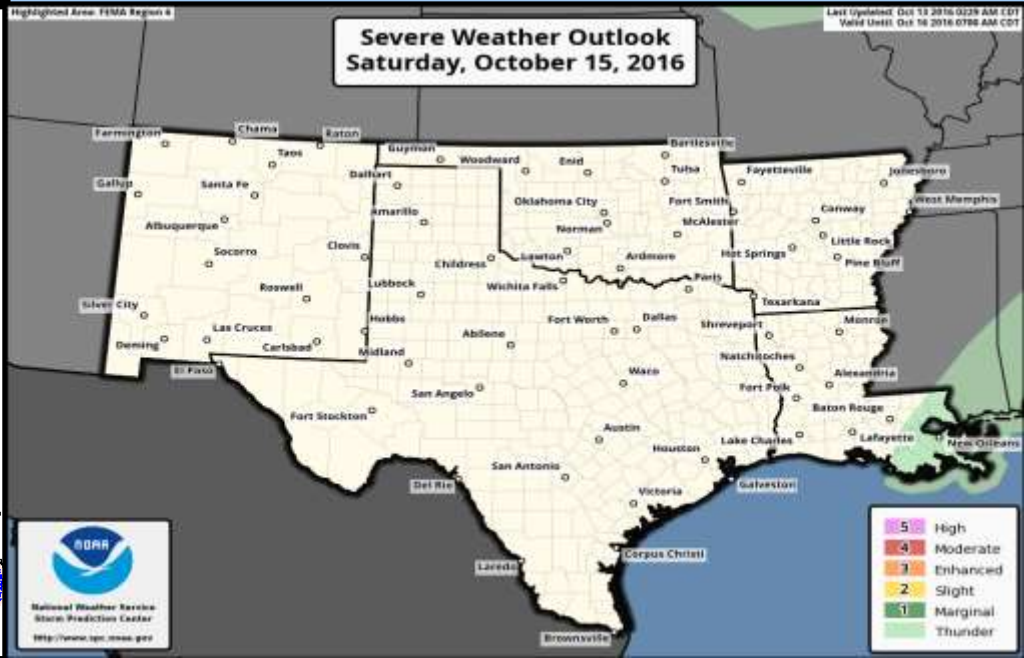 Highlighted Area: FEMA Region 6
Last Updated: Oct 13 2016 0229 AM CDT
Valid Until: Oct 16 2016 0700 AM CDT
Severe Weather Outlook
Saturday, October 15, 2016
Farmington
Chama
Raton
Taos
Guymon
Woodward
Enid
Bartlesville
Tulsa
Fayetteville
Jonesboro
Gallup
Santa Fe
Dalhart
Oklahoma City
Fort Smith
Conway
West Memphis
Albuquerque
Amarillo
Norman
McAlester
Little Rock
Socorro
Clovis
Childress
Lawton
Ardmore
Hot Springs
Pine Bluff
Roswell
Lubbock
Wichita Falls
Paris
Texarkana
Silver City
Las Cruces
Hobbs
Abilene
Fort Worth
Dallas
Shreveport
Monroe
Deming
Carlsbad
Midland
Natchitoches
El Paso
San Angelo
Waco
Fort Polk
Alexandria
Fort Stockton
Austin
Baton Rouge
Houston
Lake Charles
Lafayette
New Orleans
Del Rio
San Antonio
Victoria
Galveston
Laredo
Corpus Christi
Brownsville
NOAA
National Weather Service
Storm Prediction Center
http://www.spc.noaa.gov
5 High
4 Moderate
3 Enhanced
2 Slight
1 Marginal
Thunder